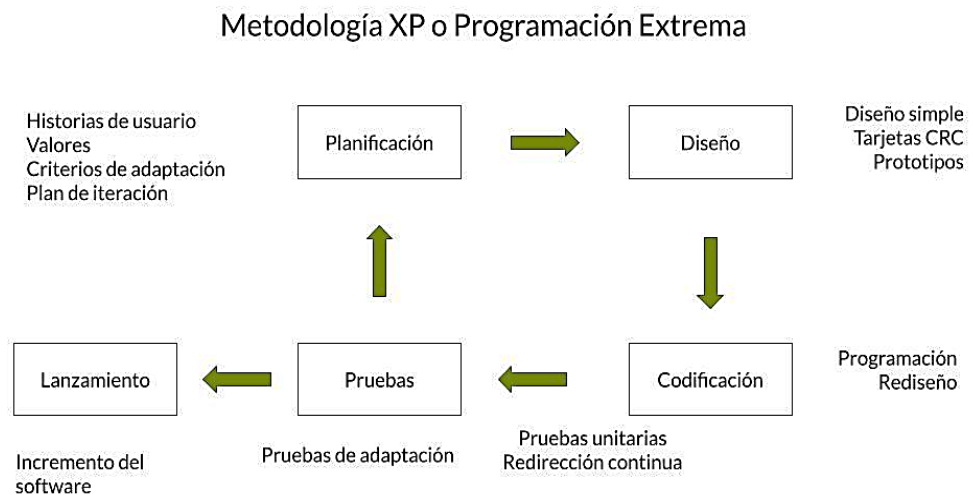 Metodología XP o Programación Extrema
Historias de usuario
Valores
Criterios de adaptación
Plan de iteración
Planificación
Diseño
Diseño simple
Tarjetas CRC
Prototipos
Lanzamiento
Pruebas
Codificación
Programación
Rediseño
Incremento del
software
Pruebas de adaptación
Pruebas unitarias
Redirección continua